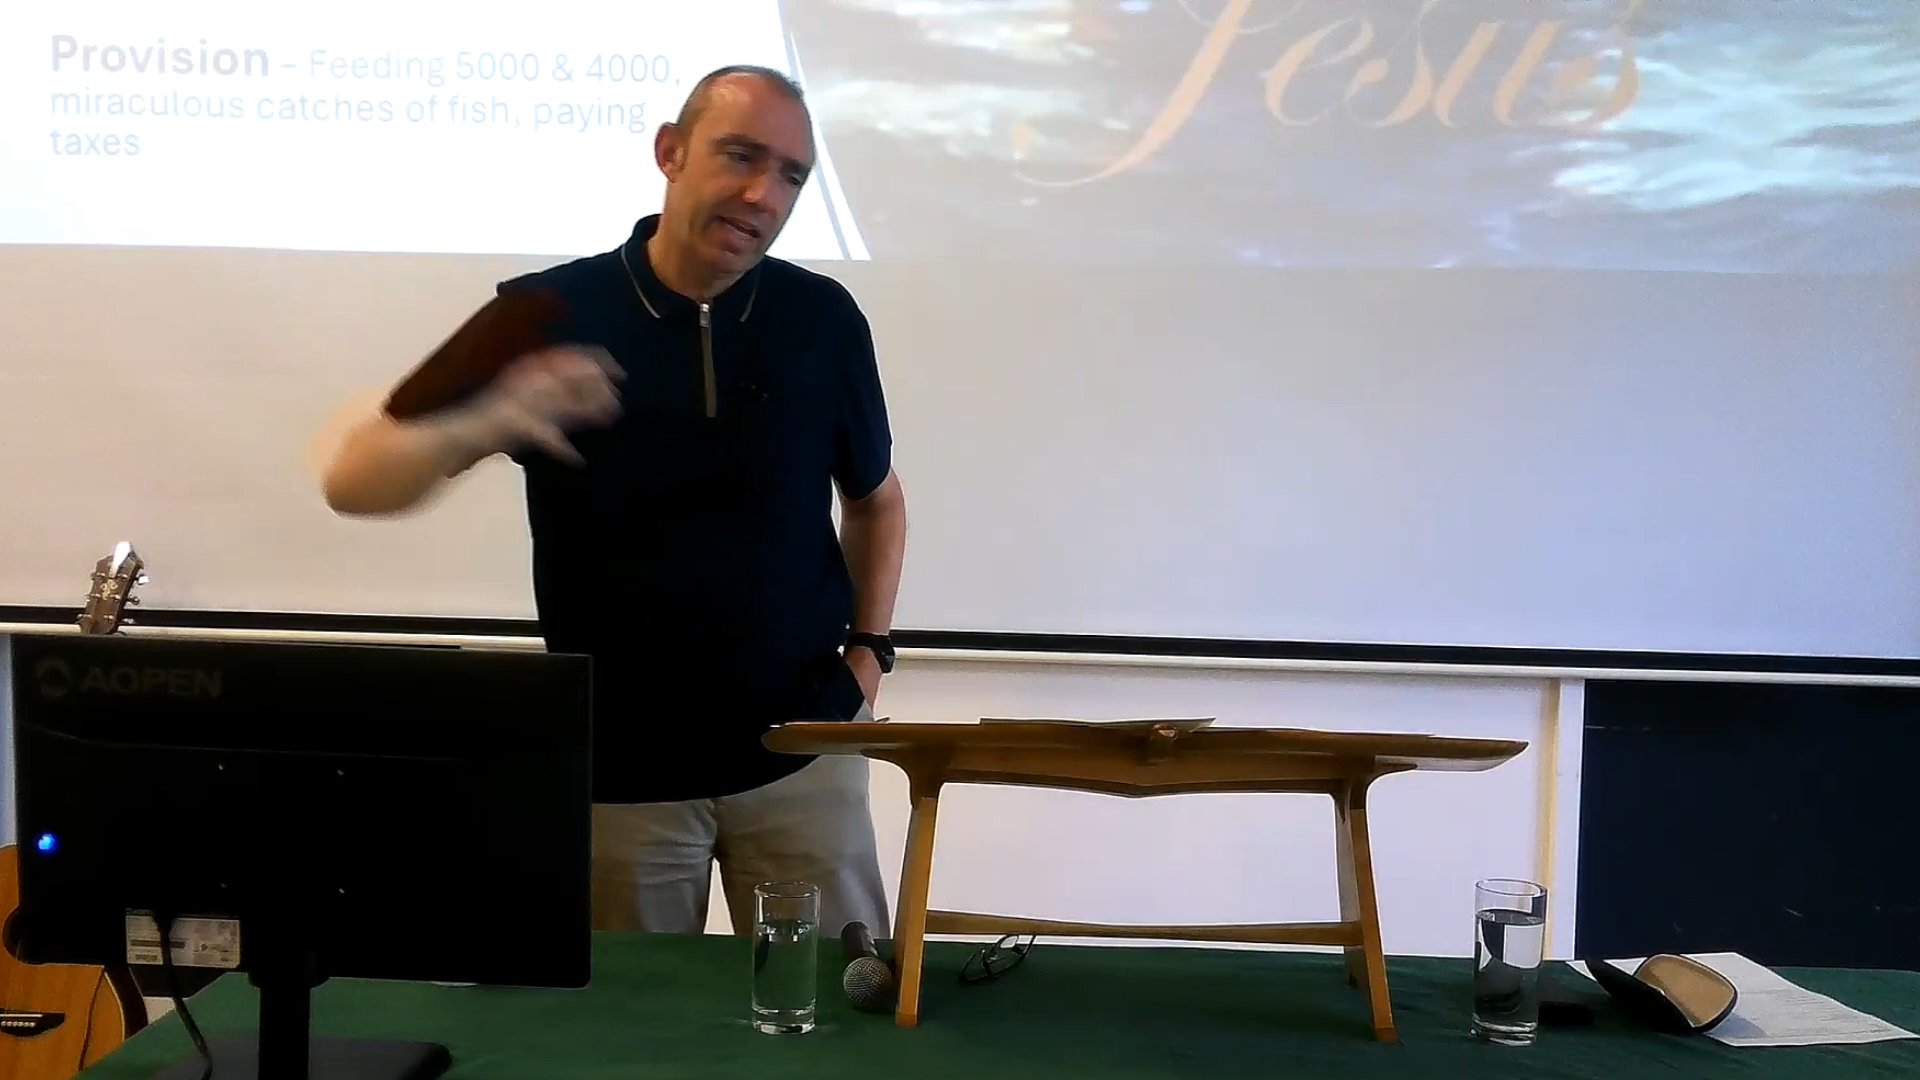 Provision – Feeding 5000 & 4000,
miraculous catches of fish, paying
taxes
Jesus
AOPEN